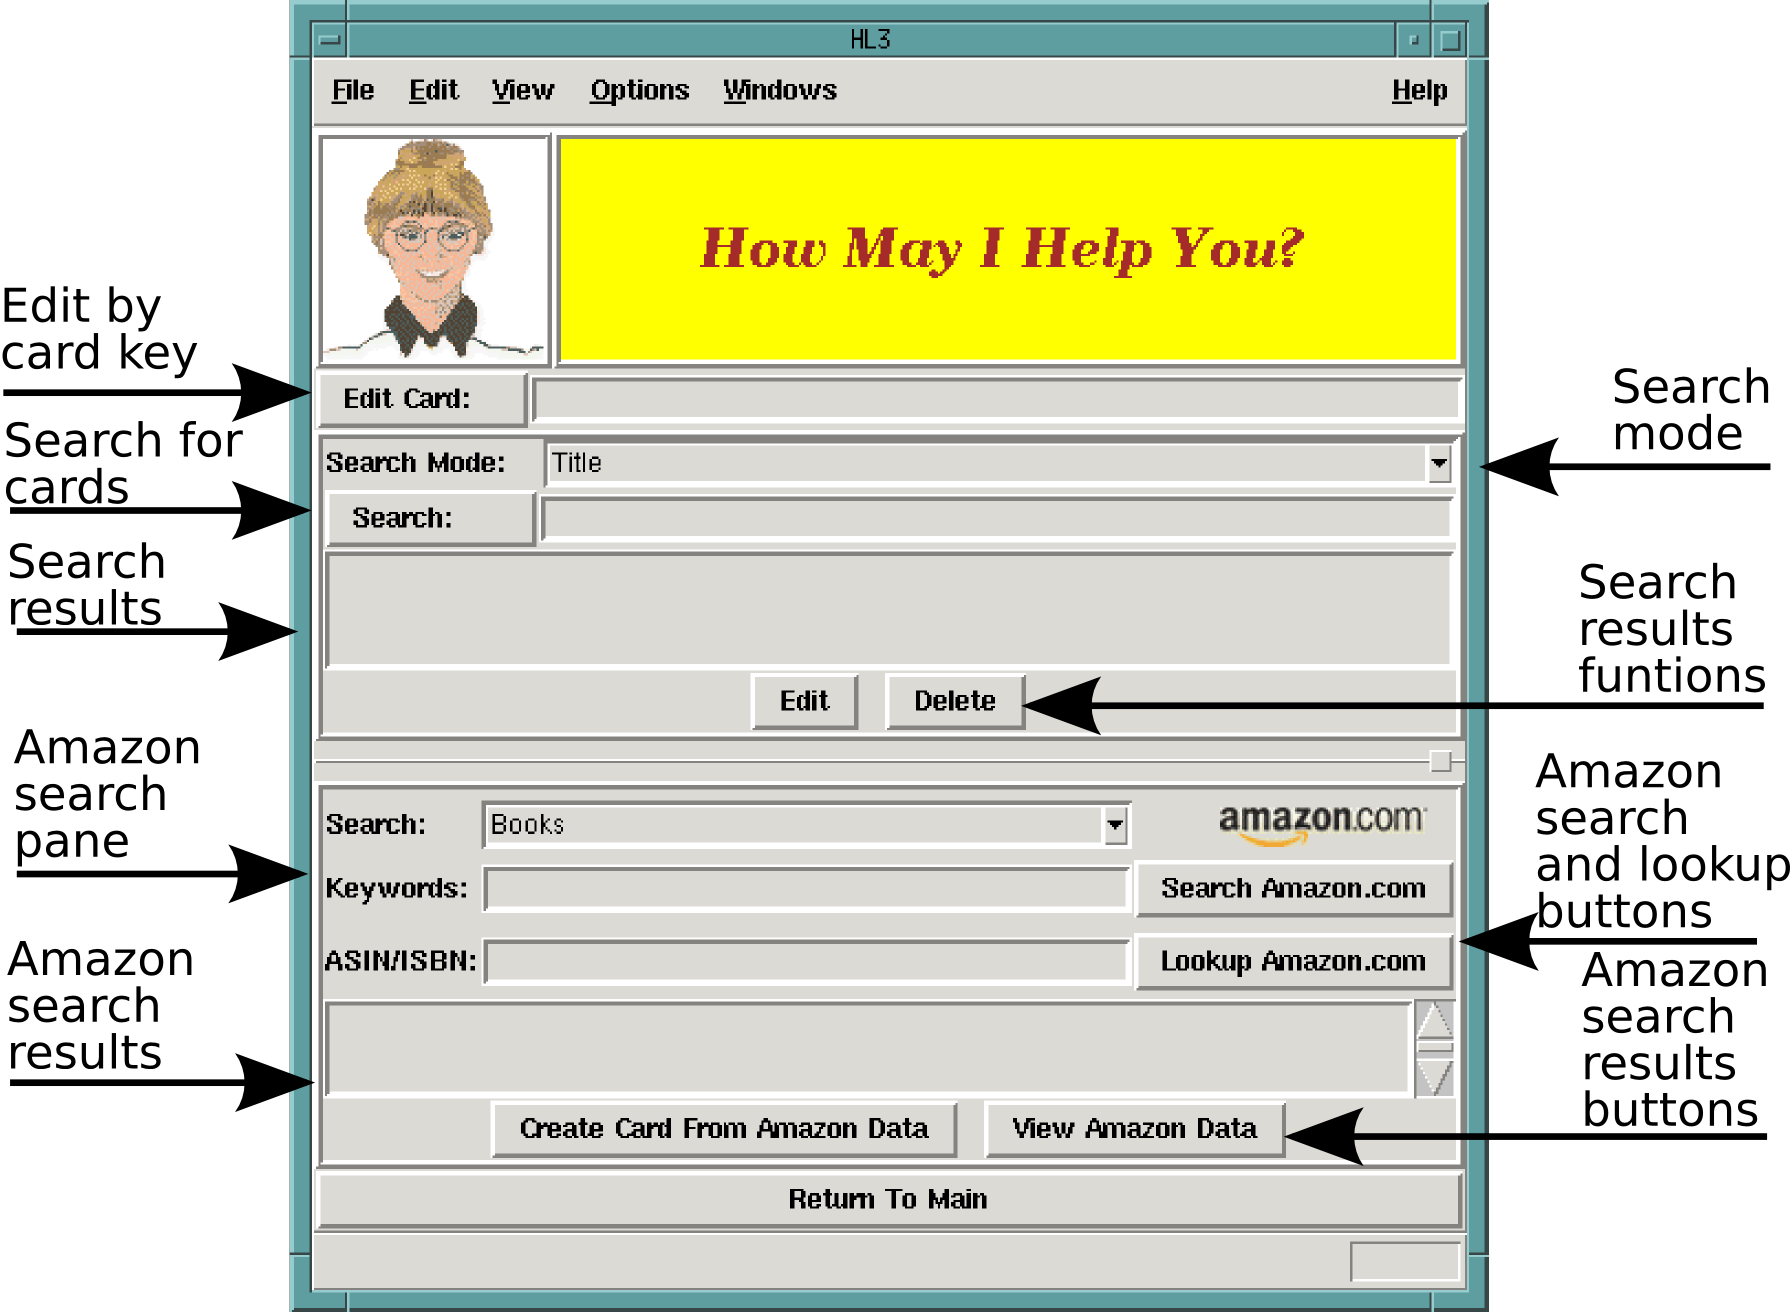 HL3
File Edit View Options Windows Help
How May I Help You?
Edit by
card key
Edit Card:
Search for
cards
Search Mode: Title
Search
mode
Search:
Search
results
Search
results
funtions
Edit Delete
Amazon
search
pane
Search: Books
amazon.com
Keywords:
Search Amazon.com
Amazon
search
and lookup
buttons
ASIN/ISBN:
Lookup Amazon.com
Amazon
search
results
Amazon
search
results
buttons
Create Card From Amazon Data View Amazon Data
Return To Main